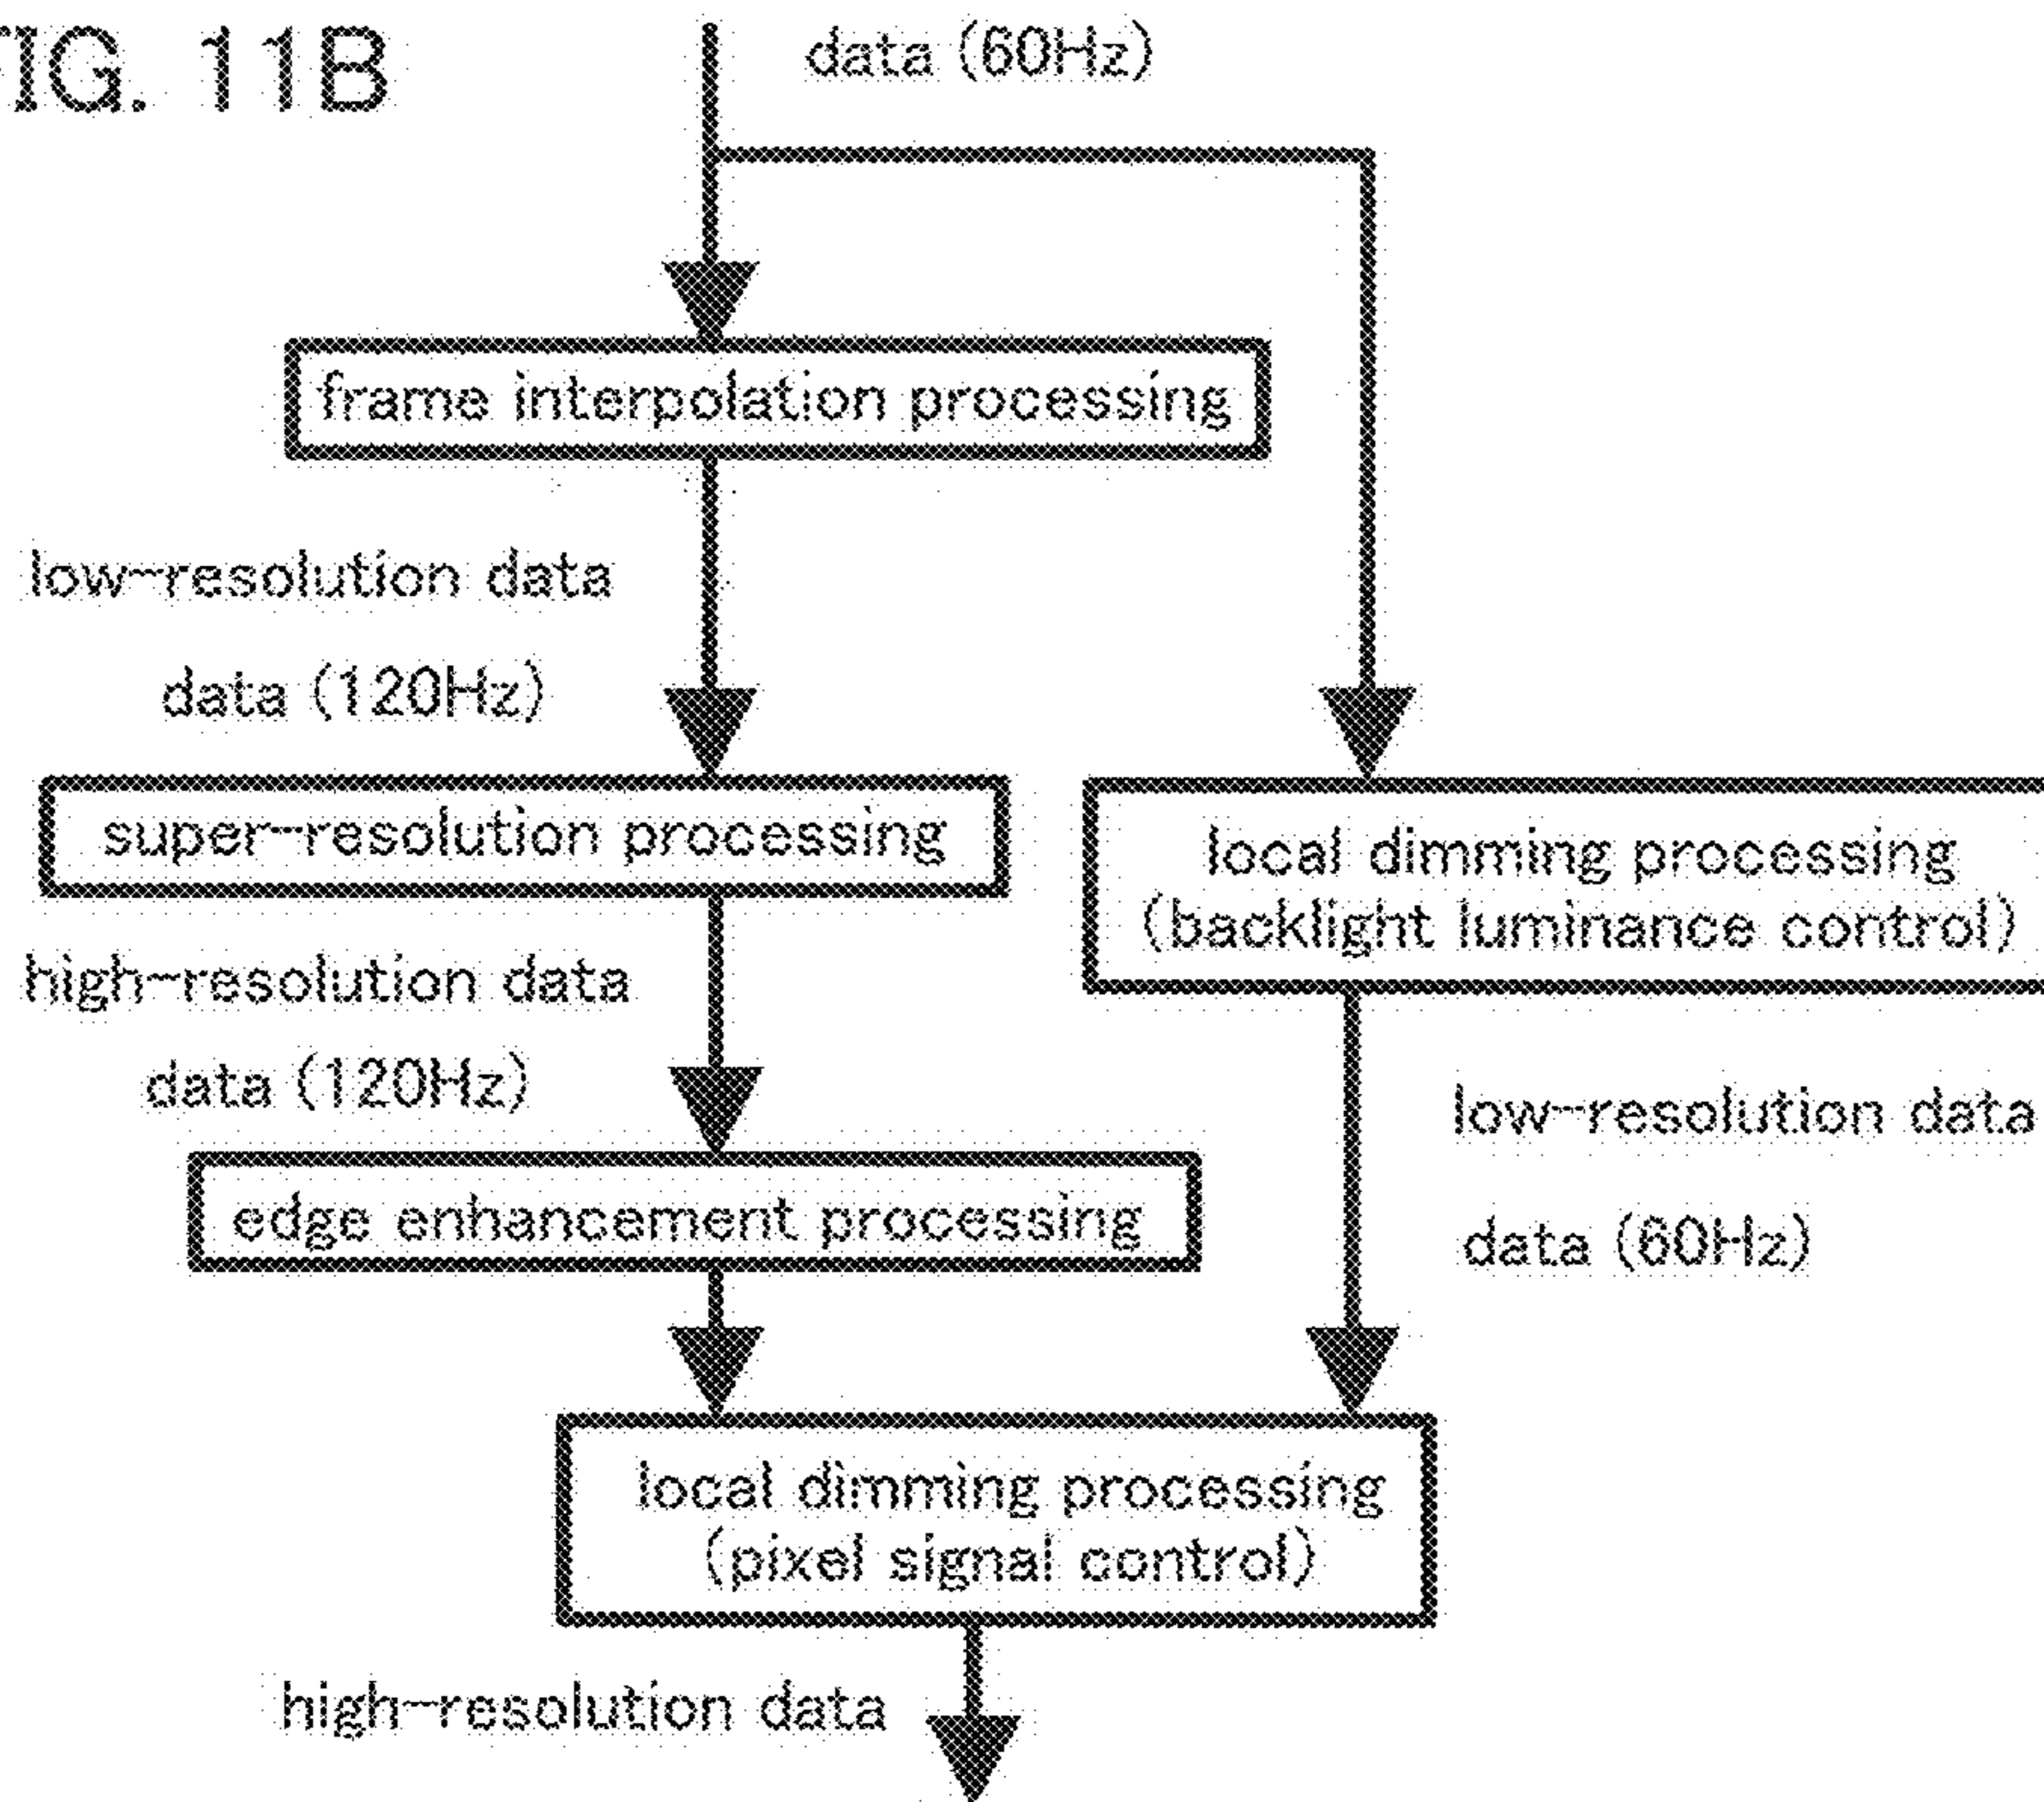 FIG. 11B
data (60Hz)
frame interpolation processing
low-resolution data
data (120Hz)
super-resolution processing
local dimming processing
(backlight luminance control)
high-resolution data
data (120Hz)
low-resolution data
data (60Hz)
edge enhancement processing
local dimming processing
(pixel signal control)
high-resolution data